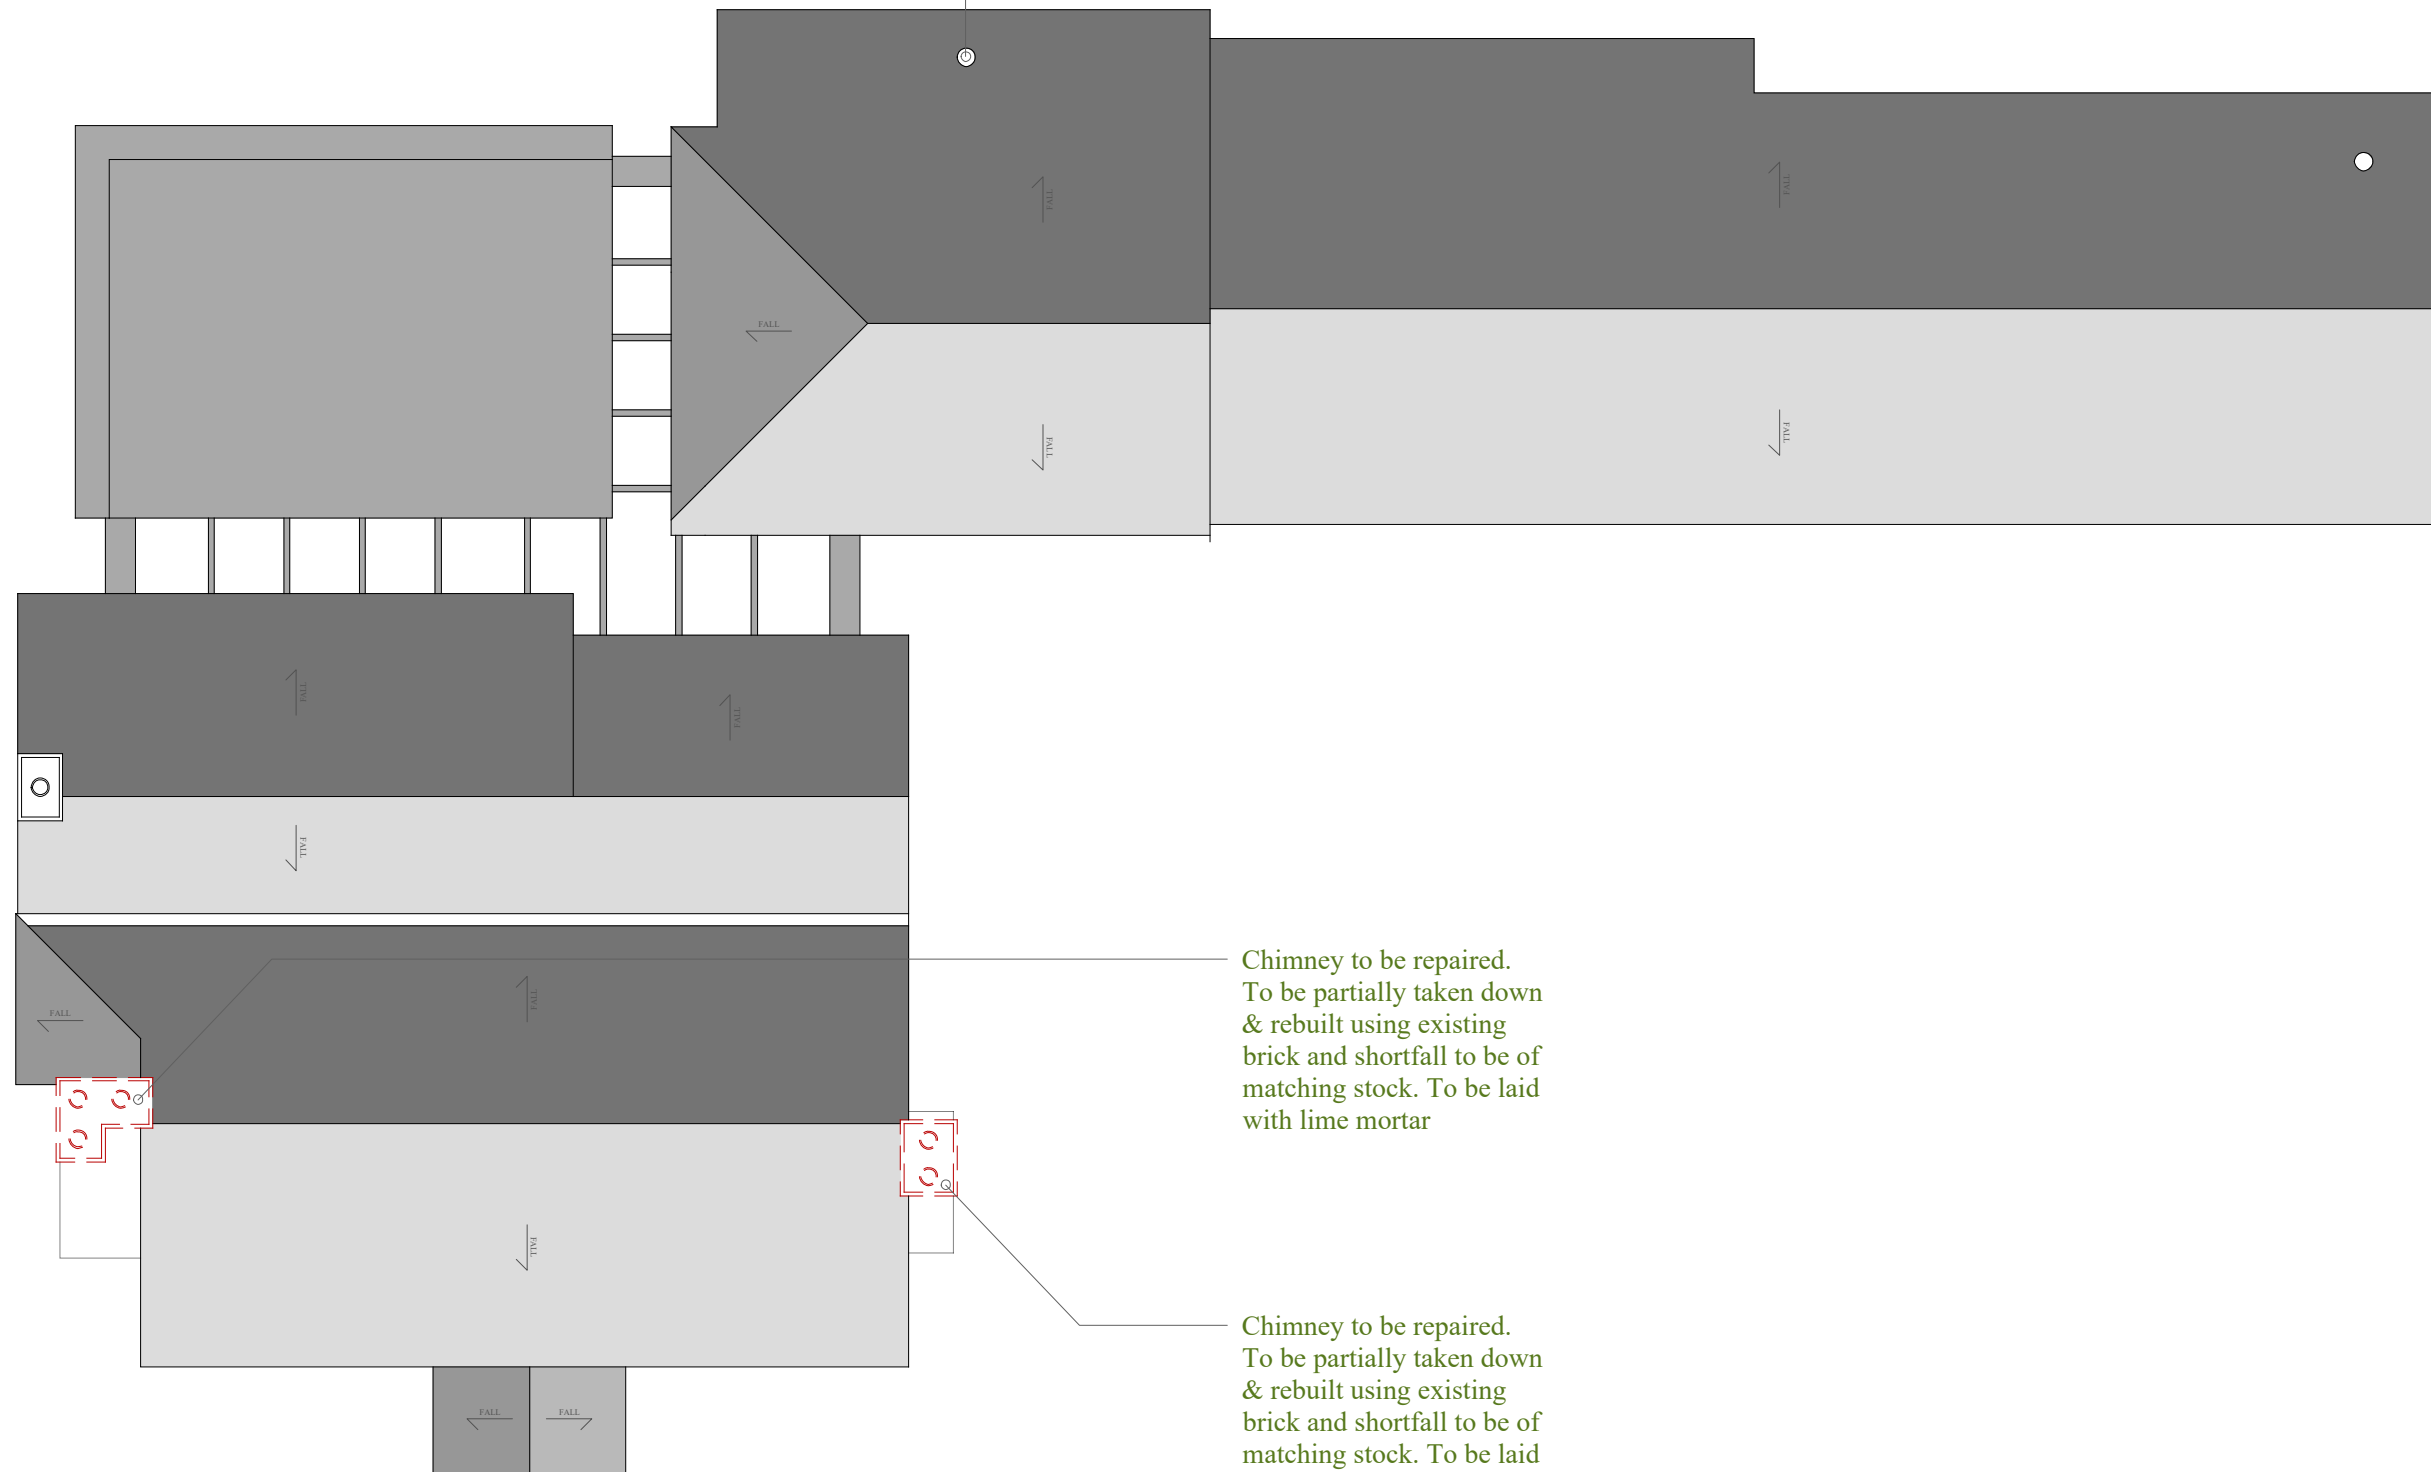 FALL
FALL
FALL
FALL
FALL
FALL
FALL
FALL
Chimney to be repaired.
To be partially taken down
& rebuilt using existing
brick and shortfall to be of
matching stock. To be laid
with lime mortar
FALL
FALL
FALL
Chimney to be repaired.
To be partially taken down
& rebuilt using existing
brick and shortfall to be of
matching stock. To be laid
FALL
FALL